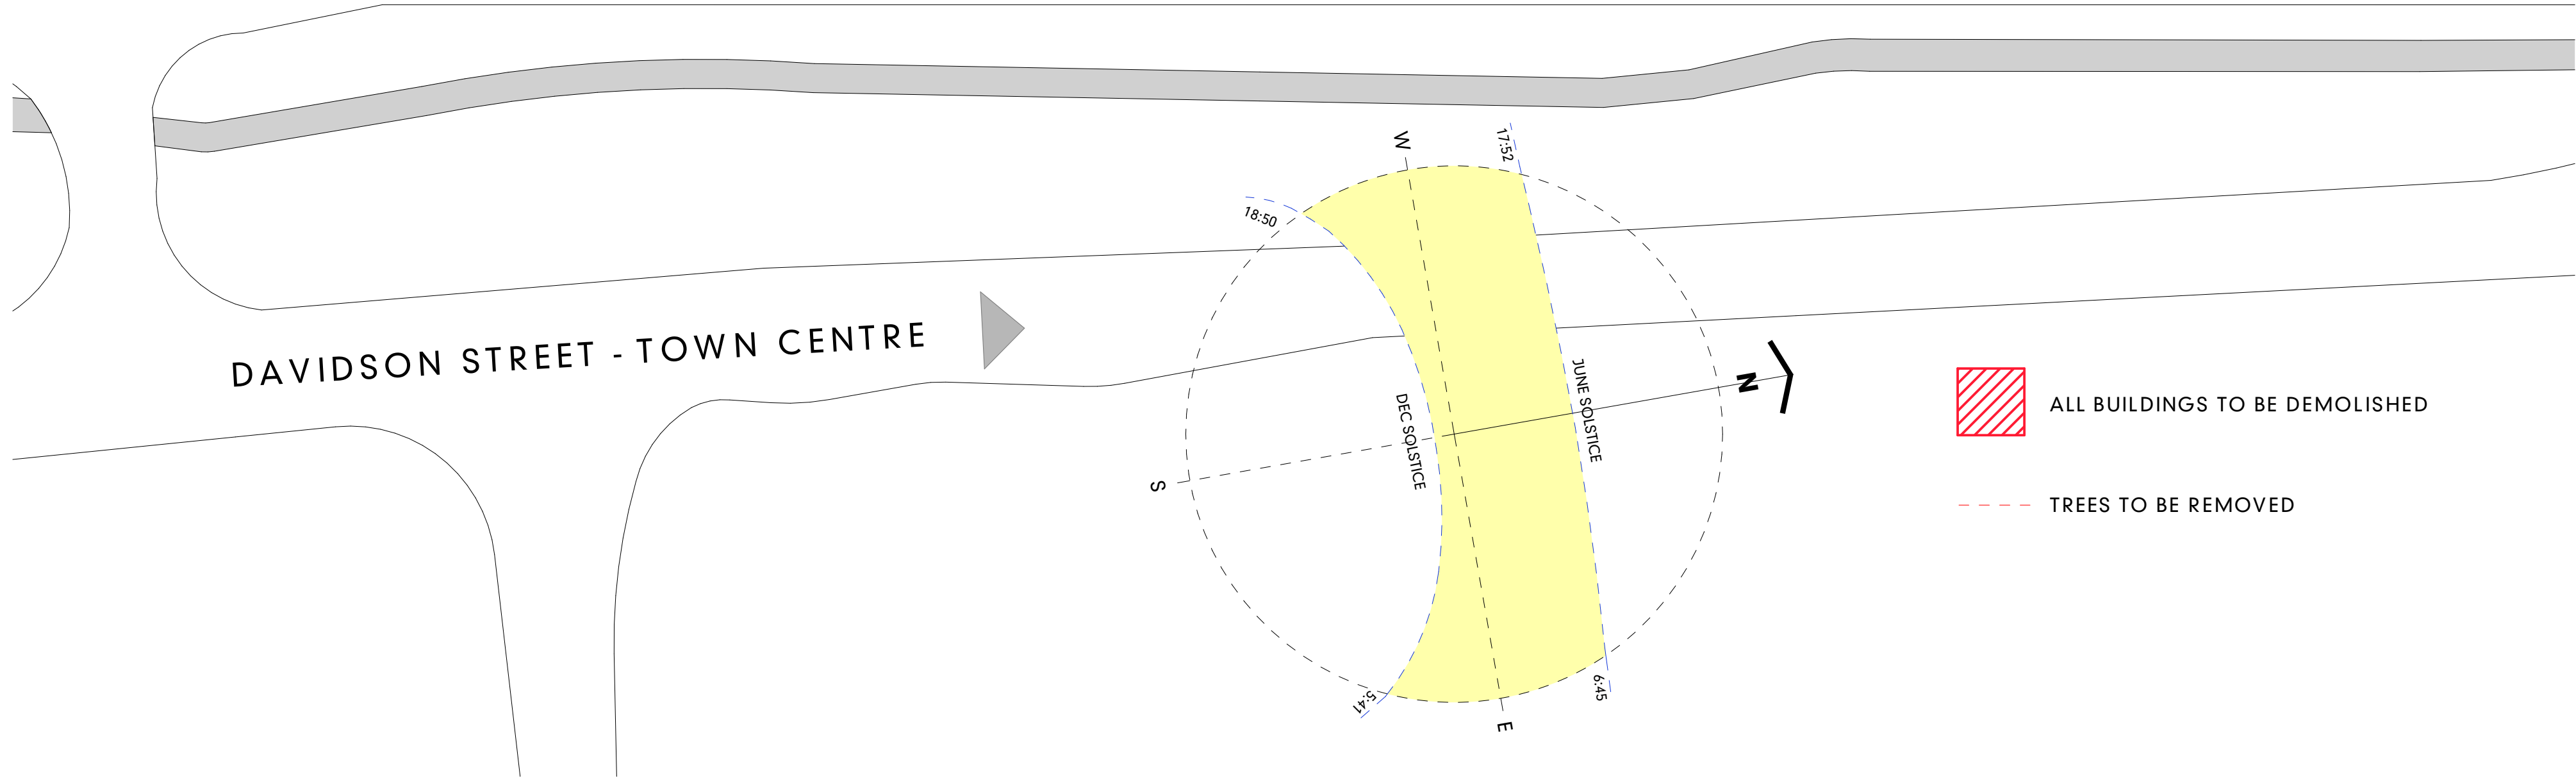 DAVIDSON STREET - TOWN CENTRE
W
17:52
18:50
JUNE SOLSTICE
DEC SOLSTICE
N
S
5:41
6:45
E
ALL BUILDINGS TO BE DEMOLISHED
TREES TO BE REMOVED